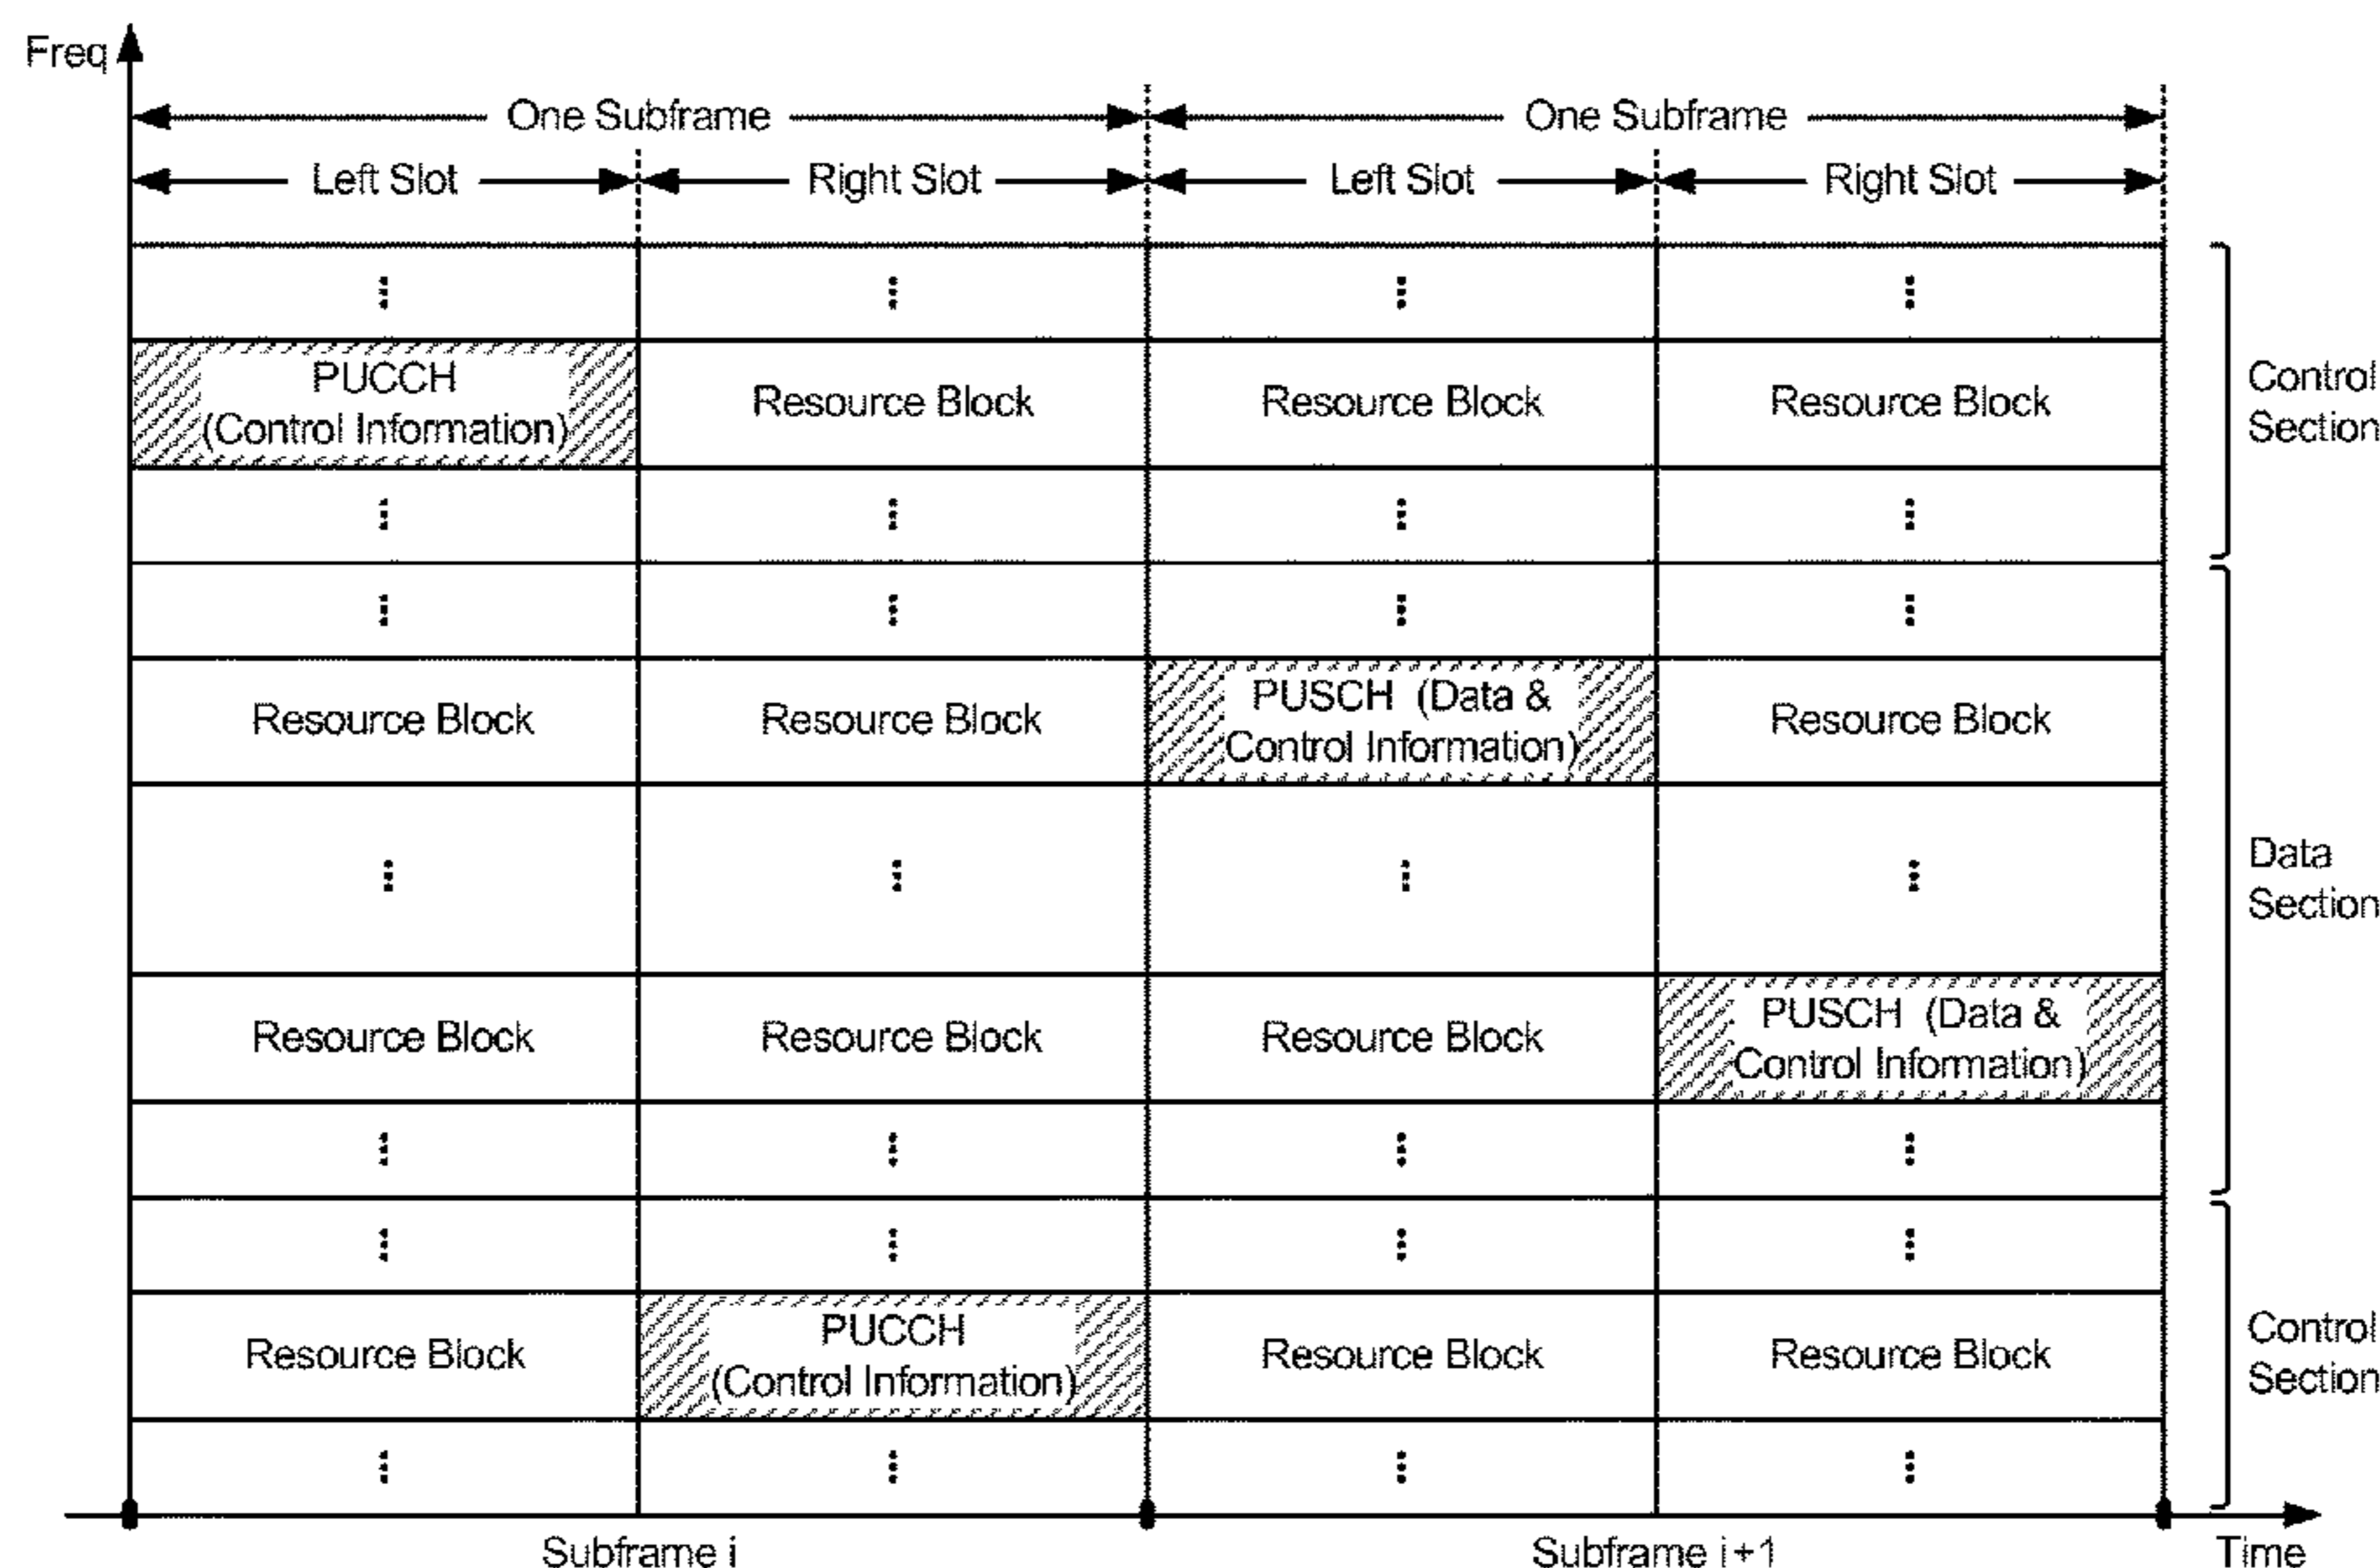 Freq
One Subframe One Subframe
Left Slot Right Slot Left Slot Right Slot
PUCCH
(Control Information)
Resource Block Resource Block Resource Block
Control
Section
Resource Block Resource Block
PUSCH (Data &
Control Information)
Resource Block
Data
Section
Resource Block Resource Block Resource Block
PUSCH (Data &
Control Information)
Resource Block
PUCCH
(Control Information)
Resource Block Resource Block
Control
Section
Subframe i Subframe i+1 Time